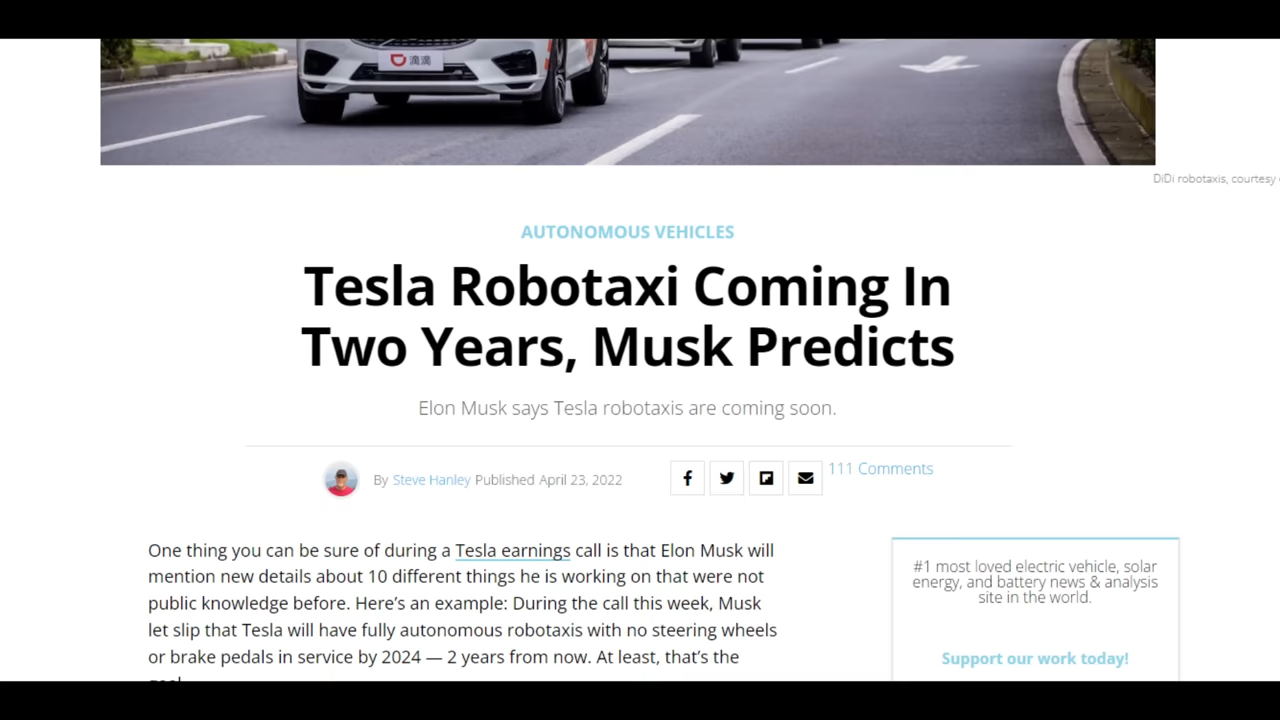 滴滴
DiDi robotaxis, courtesy
AUTONOMOUS VEHICLES
Tesla Robotaxi Coming In
Two Years, Musk Predicts
Elon Musk says Tesla robotaxis are coming soon.
By Steve Hanley Published April 23, 2022
111 Comments
One thing you can be sure of during a Tesla earnings call is that Elon Musk will
mention new details about 10 different things he is working on that were not
public knowledge before. Here’s an example: During the call this week, Musk
let slip that Tesla will have fully autonomous robotaxis with no steering wheels
or brake pedals in service by 2024 — 2 years from now. At least, that’s the
#1 most loved electric vehicle, solar
energy, and battery news & analysis
site in the world.
Support our work today!